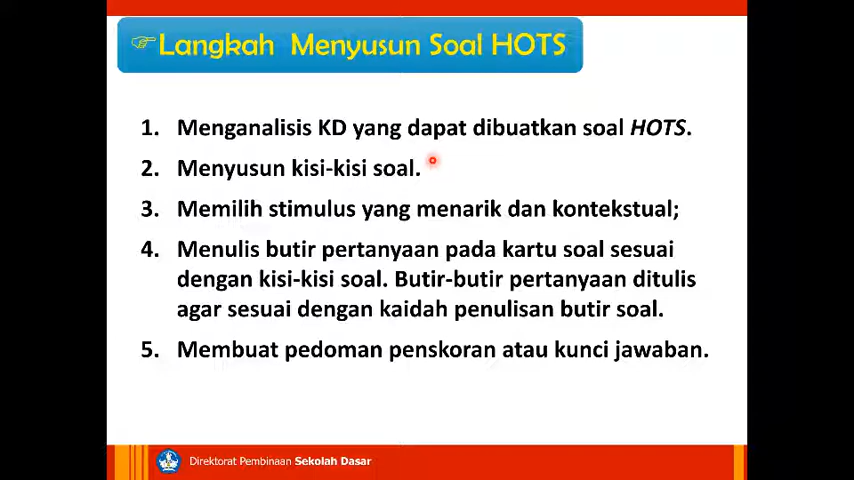 ☞Langkah Menyusun Soal HOTS
1. Menganalisis KD yang dapat dibuatkan soal HOTS.
2. Menyusun kisi-kisi soal.
3. Memilih stimulus yang menarik dan kontekstual;
4. Menulis butir pertanyaan pada kartu soal sesuai
dengan kisi-kisi soal. Butir-butir pertanyaan ditulis
agar sesuai dengan kaidah penulisan butir soal.
5. Membuat pedoman penskoran atau kunci jawaban.
Direktorat Pembinaan Sekolah Dasar